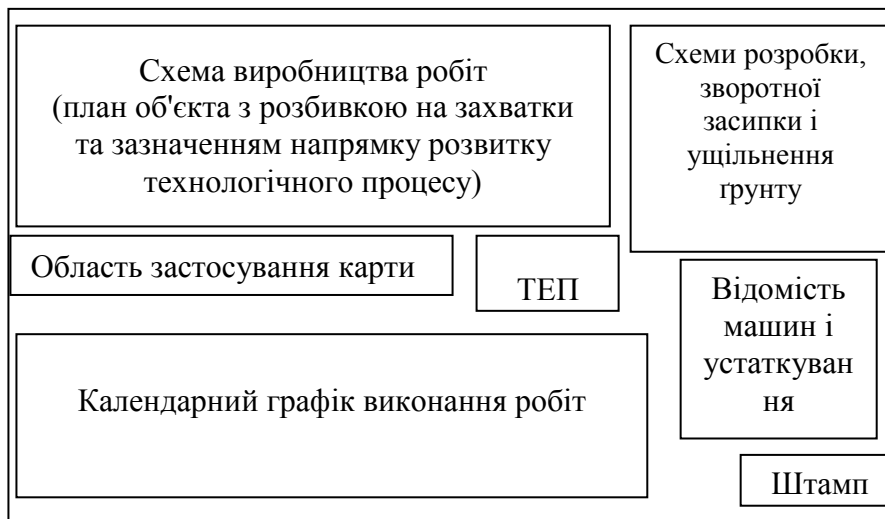 Схема виробництва робіт
(план об'єкта з розбивкою на захватки
та зазначенням напрямку розвитку
технологічного процесу)
Схеми розробки,
зворотної
засипки і
ущільнення
ґрунту
Область застосування карти
ТЕП
Відомість
машин і
устаткуван
ня
Календарний графік виконання робіт
Штамп